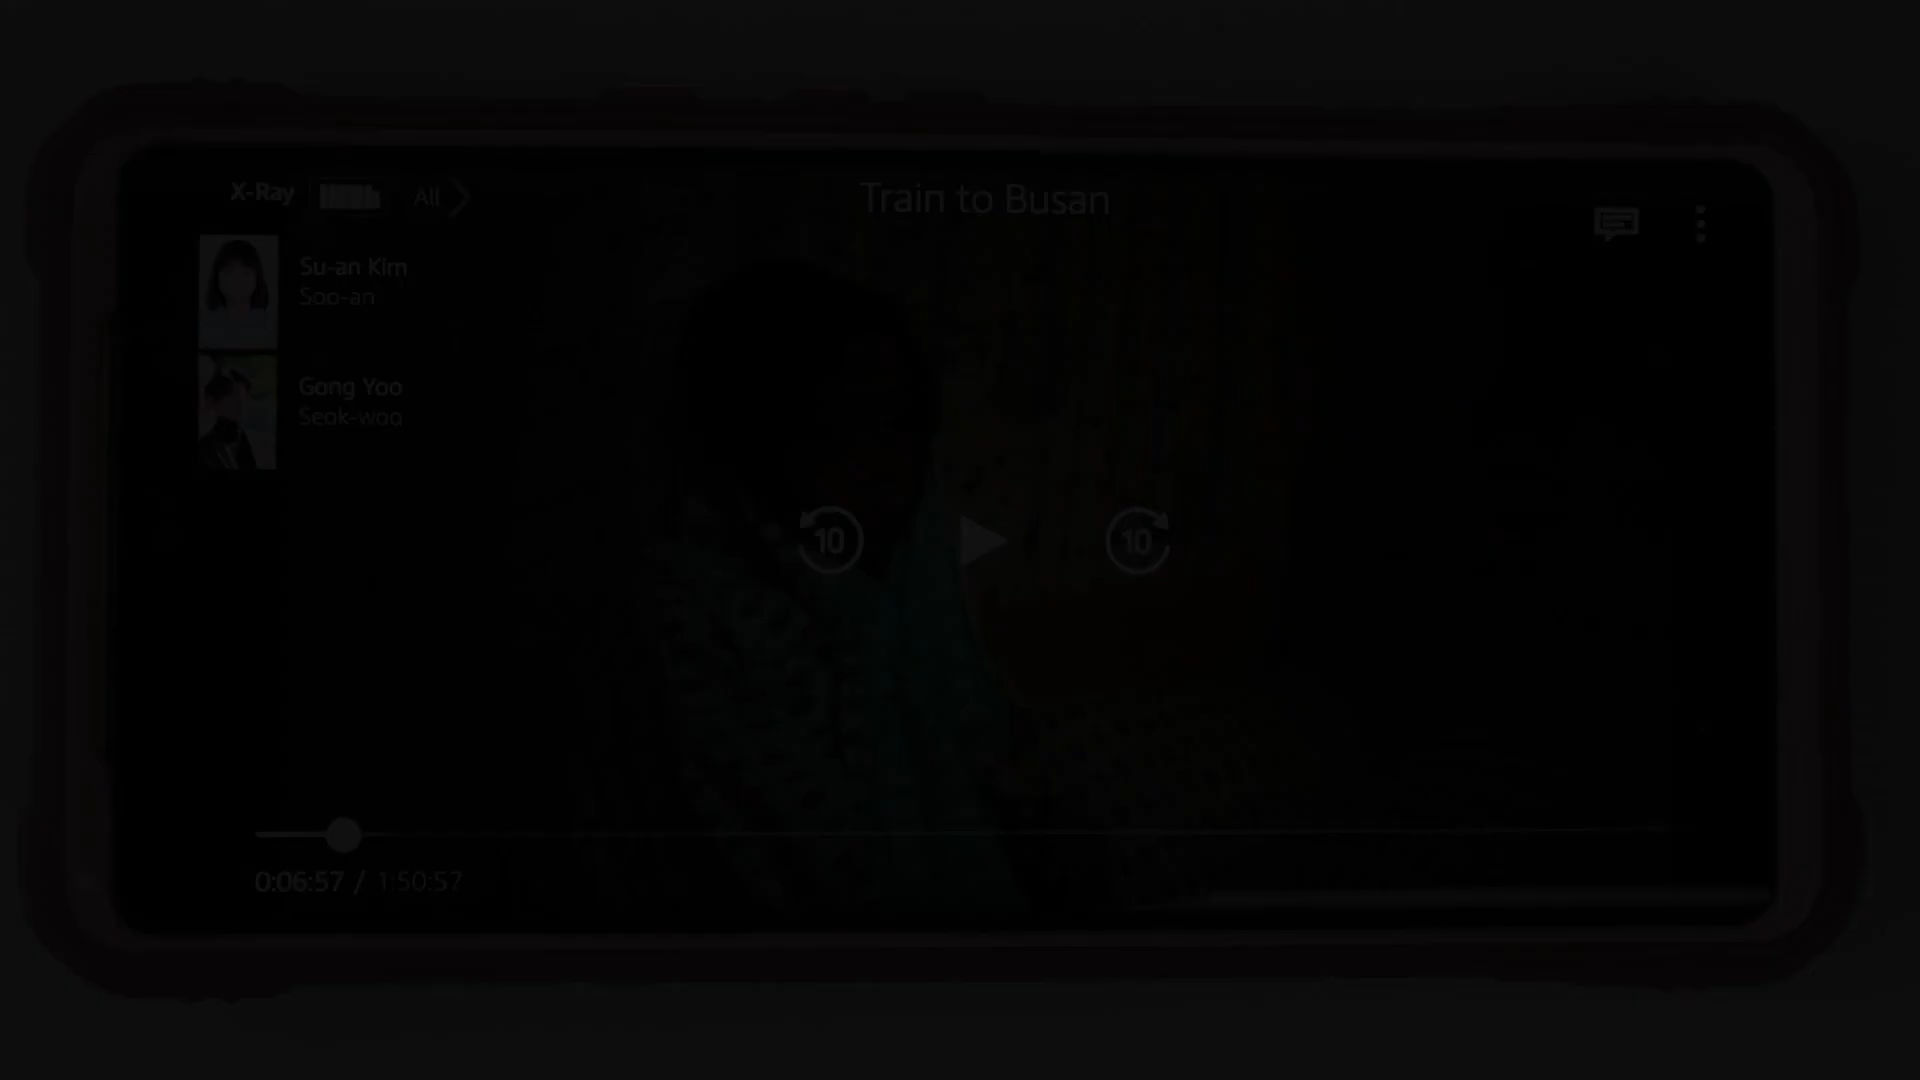 X-Ray All
Train to Busan
Su-an Kim
Soo-an
Gong Yoo
Seok-woo
10
10
0:06:57 / 1:50:57